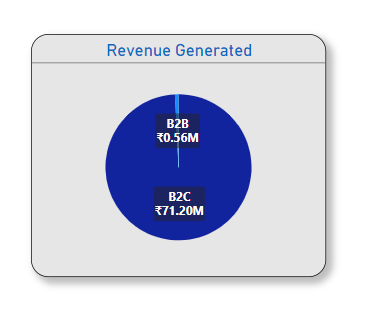 Revenue Generated
B2B
₹0.56M
B2C
₹71.20M